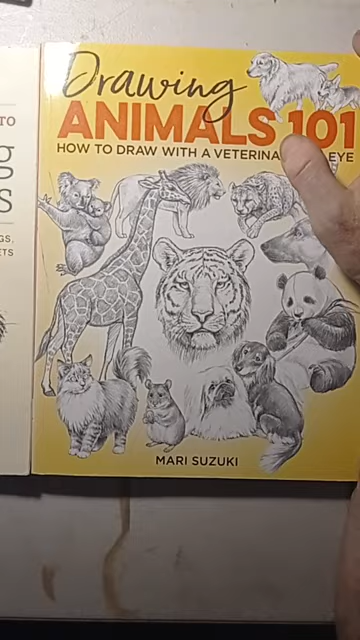 TO
g
S
GS,
ETS
Drawing
ANIMALS 101
HOW TO DRAW WITH A VETERINA EYE
MARI SUZUKI